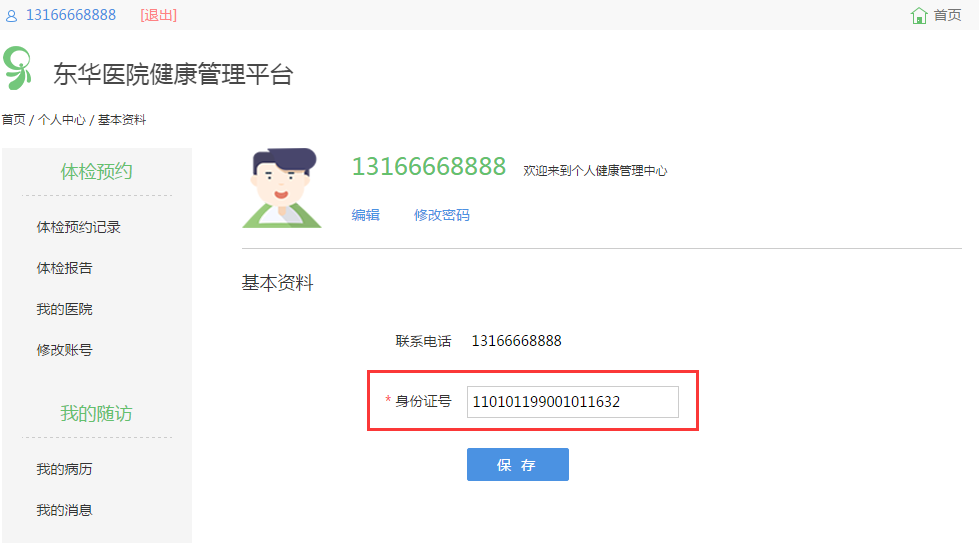 13166668888 [退出] 首页
东华医院健康管理平台
首页 / 个人中心 / 基本资料
体检预约
体检预约记录
体检报告
我的医院
修改账号
我的随访
我的病历
我的消息
13166668888 欢迎来到个人健康管理中心
编辑 修改密码
基本资料
联系电话 13166668888
* 身份证号 110101199001011632
保 存